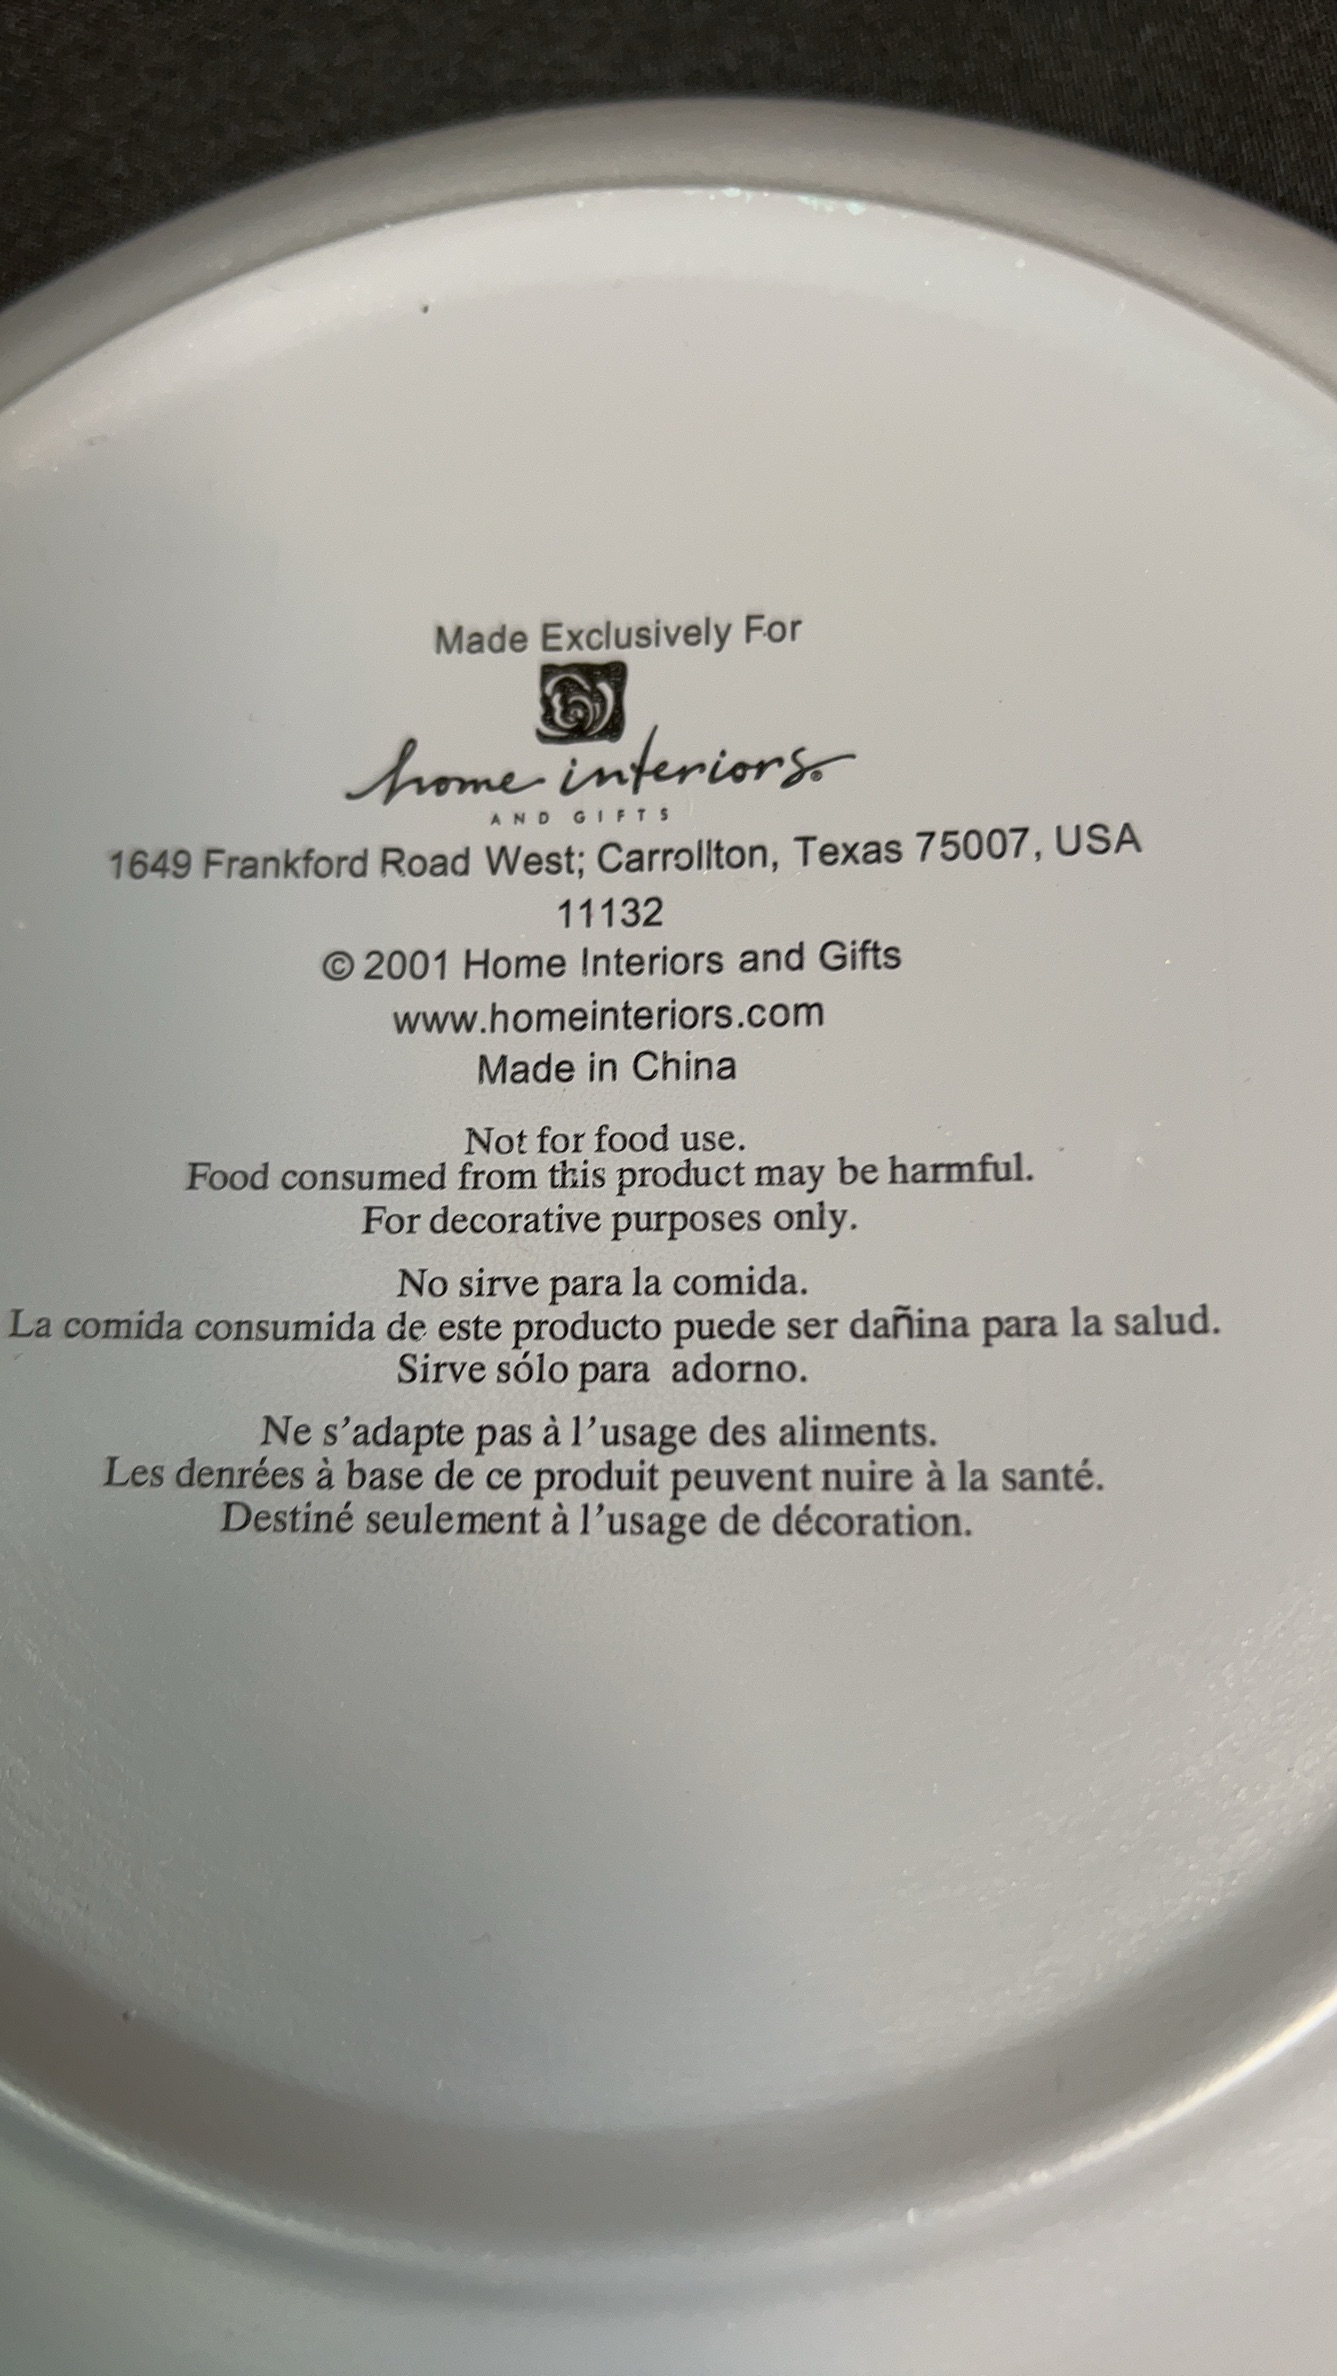 Made Exclusively For
home interiors®
AND GIFTS
1649 Frankford Road West; Carrollton, Texas 75007, USA
11132
© 2001 Home Interiors and Gifts
www.homeinteriors.com
Made in China
Not for food use.
Food consumed from this product may be harmful.
For decorative purposes only.
No sirve para la comida.
La comida consumida de este producto puede ser dañina para la salud.
Sirve sólo para adorno.
Ne s’adapte pas à l’usage des aliments.
Les denrées à base de ce produit peuvent nuire à la santé.
Destiné seulement à l’usage de décoration.